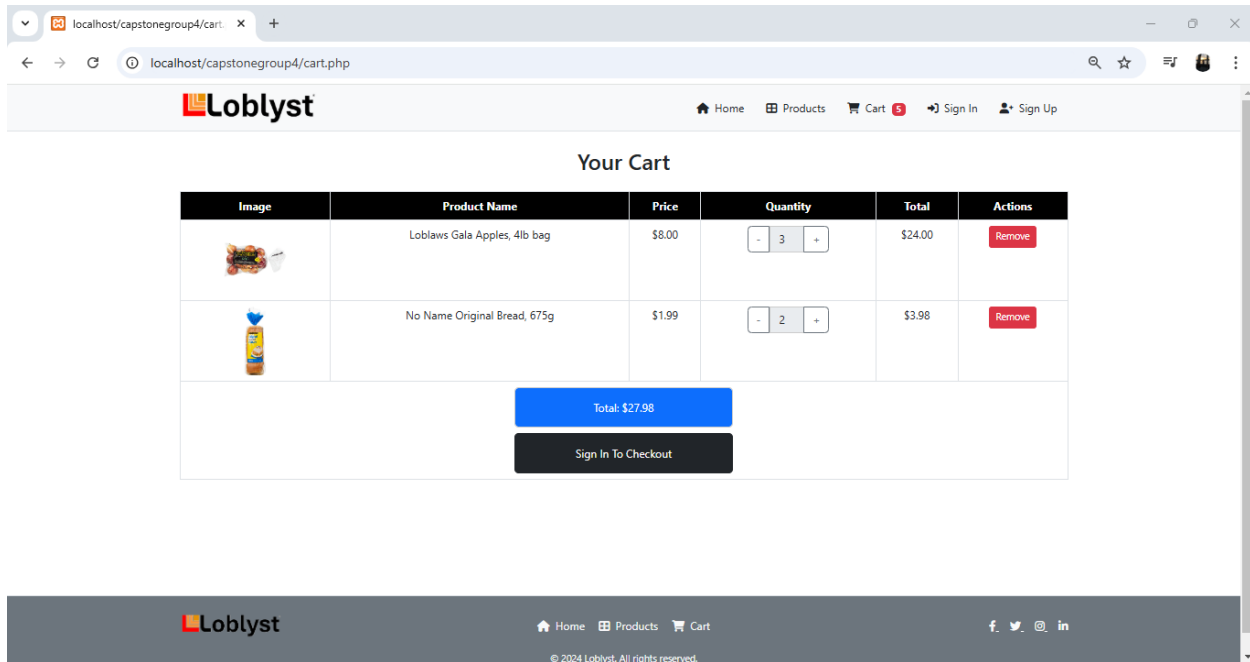 localhost/capstonegroup4/cart.
localhost/capstonegroup4/cart.php
Loblyst
Home Products Cart 5 Sign In Sign Up
Your Cart
Image Product Name Price Quantity Total Actions
Loblaws Gala Apples, 4lb bag $8.00 - 3 + $24.00 Remove
No Name Original Bread, 675g $1.99 - 2 + $3.98 Remove
Total: $27.98
Sign In To Checkout
Loblyst
Home Products Cart
© 2024 Loblyst. All rights reserved.